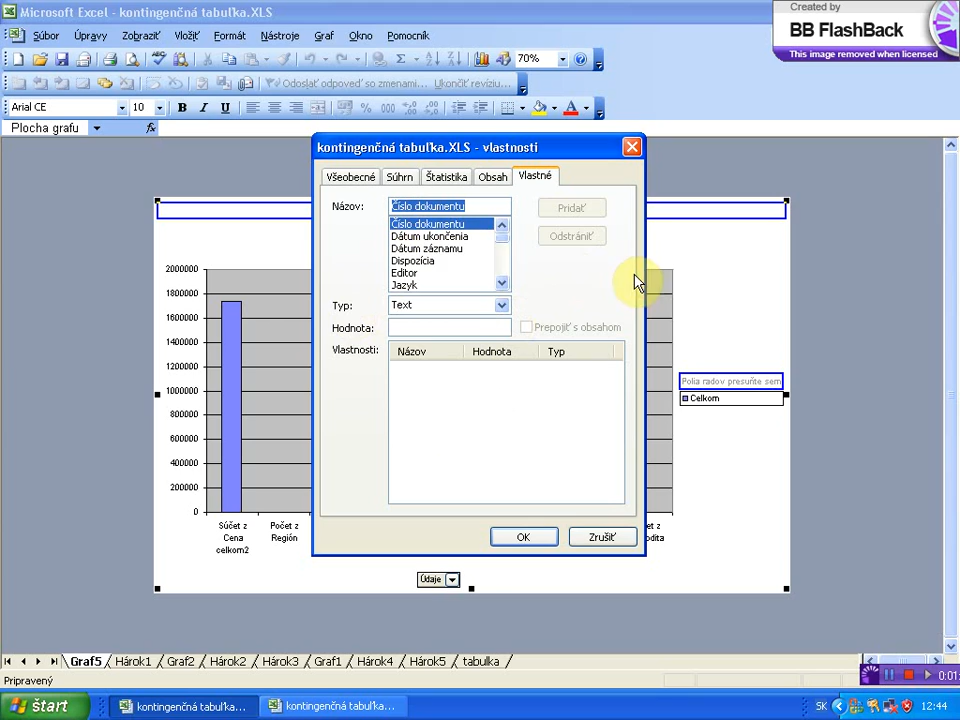 Microsoft Excel - kontingenčná tabuľka.XLS
Created by
BB FlashBack
This image removed when licensed
Súbor Úpravy Zobraziť Vložiť Formát Nástroje Graf Okno Pomocník
70%
Odoslať odpoveď so zmenami... Ukončiť revíziu...
Arial CE 10 B I U % 000
Plocha grafu fx
kontingenčná tabuľka.XLS - vlastnosti
Všeobecné Súhrn Štatistika Obsah Vlastné
Názov: Číslo dokumentu Pridať
Číslo dokumentu
Dátum ukončenia Odstrániť
Dátum záznamu
Dispozícia
Editor
Jazyk
Typ: Text
Hodnota: Prepojiť s obsahom
Vlastnosti: Názov Hodnota Typ
OK Zrušiť
2000000
1800000
1600000
1400000
1200000
1000000
800000
600000
400000
200000
0
Polia radov presuňte sem
Celkom
Súčet z
Cena
celkom2
Počet z
Región
Údaje
Graf5 Hárok1 Graf2 Hárok2 Hárok3 Graf1 Hárok4 Hárok5 tabulka
Pripravený
štart kontingenčná tabuľka... kontingenčná tabuľka... SK 12:44